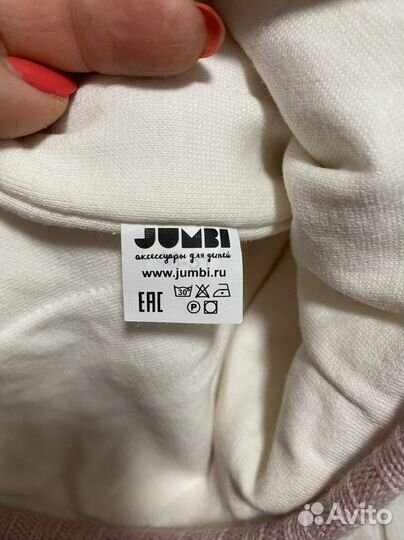 JUMBI
аксессуары для детей
www.jumbi.ru
EAC 30
P
Avito